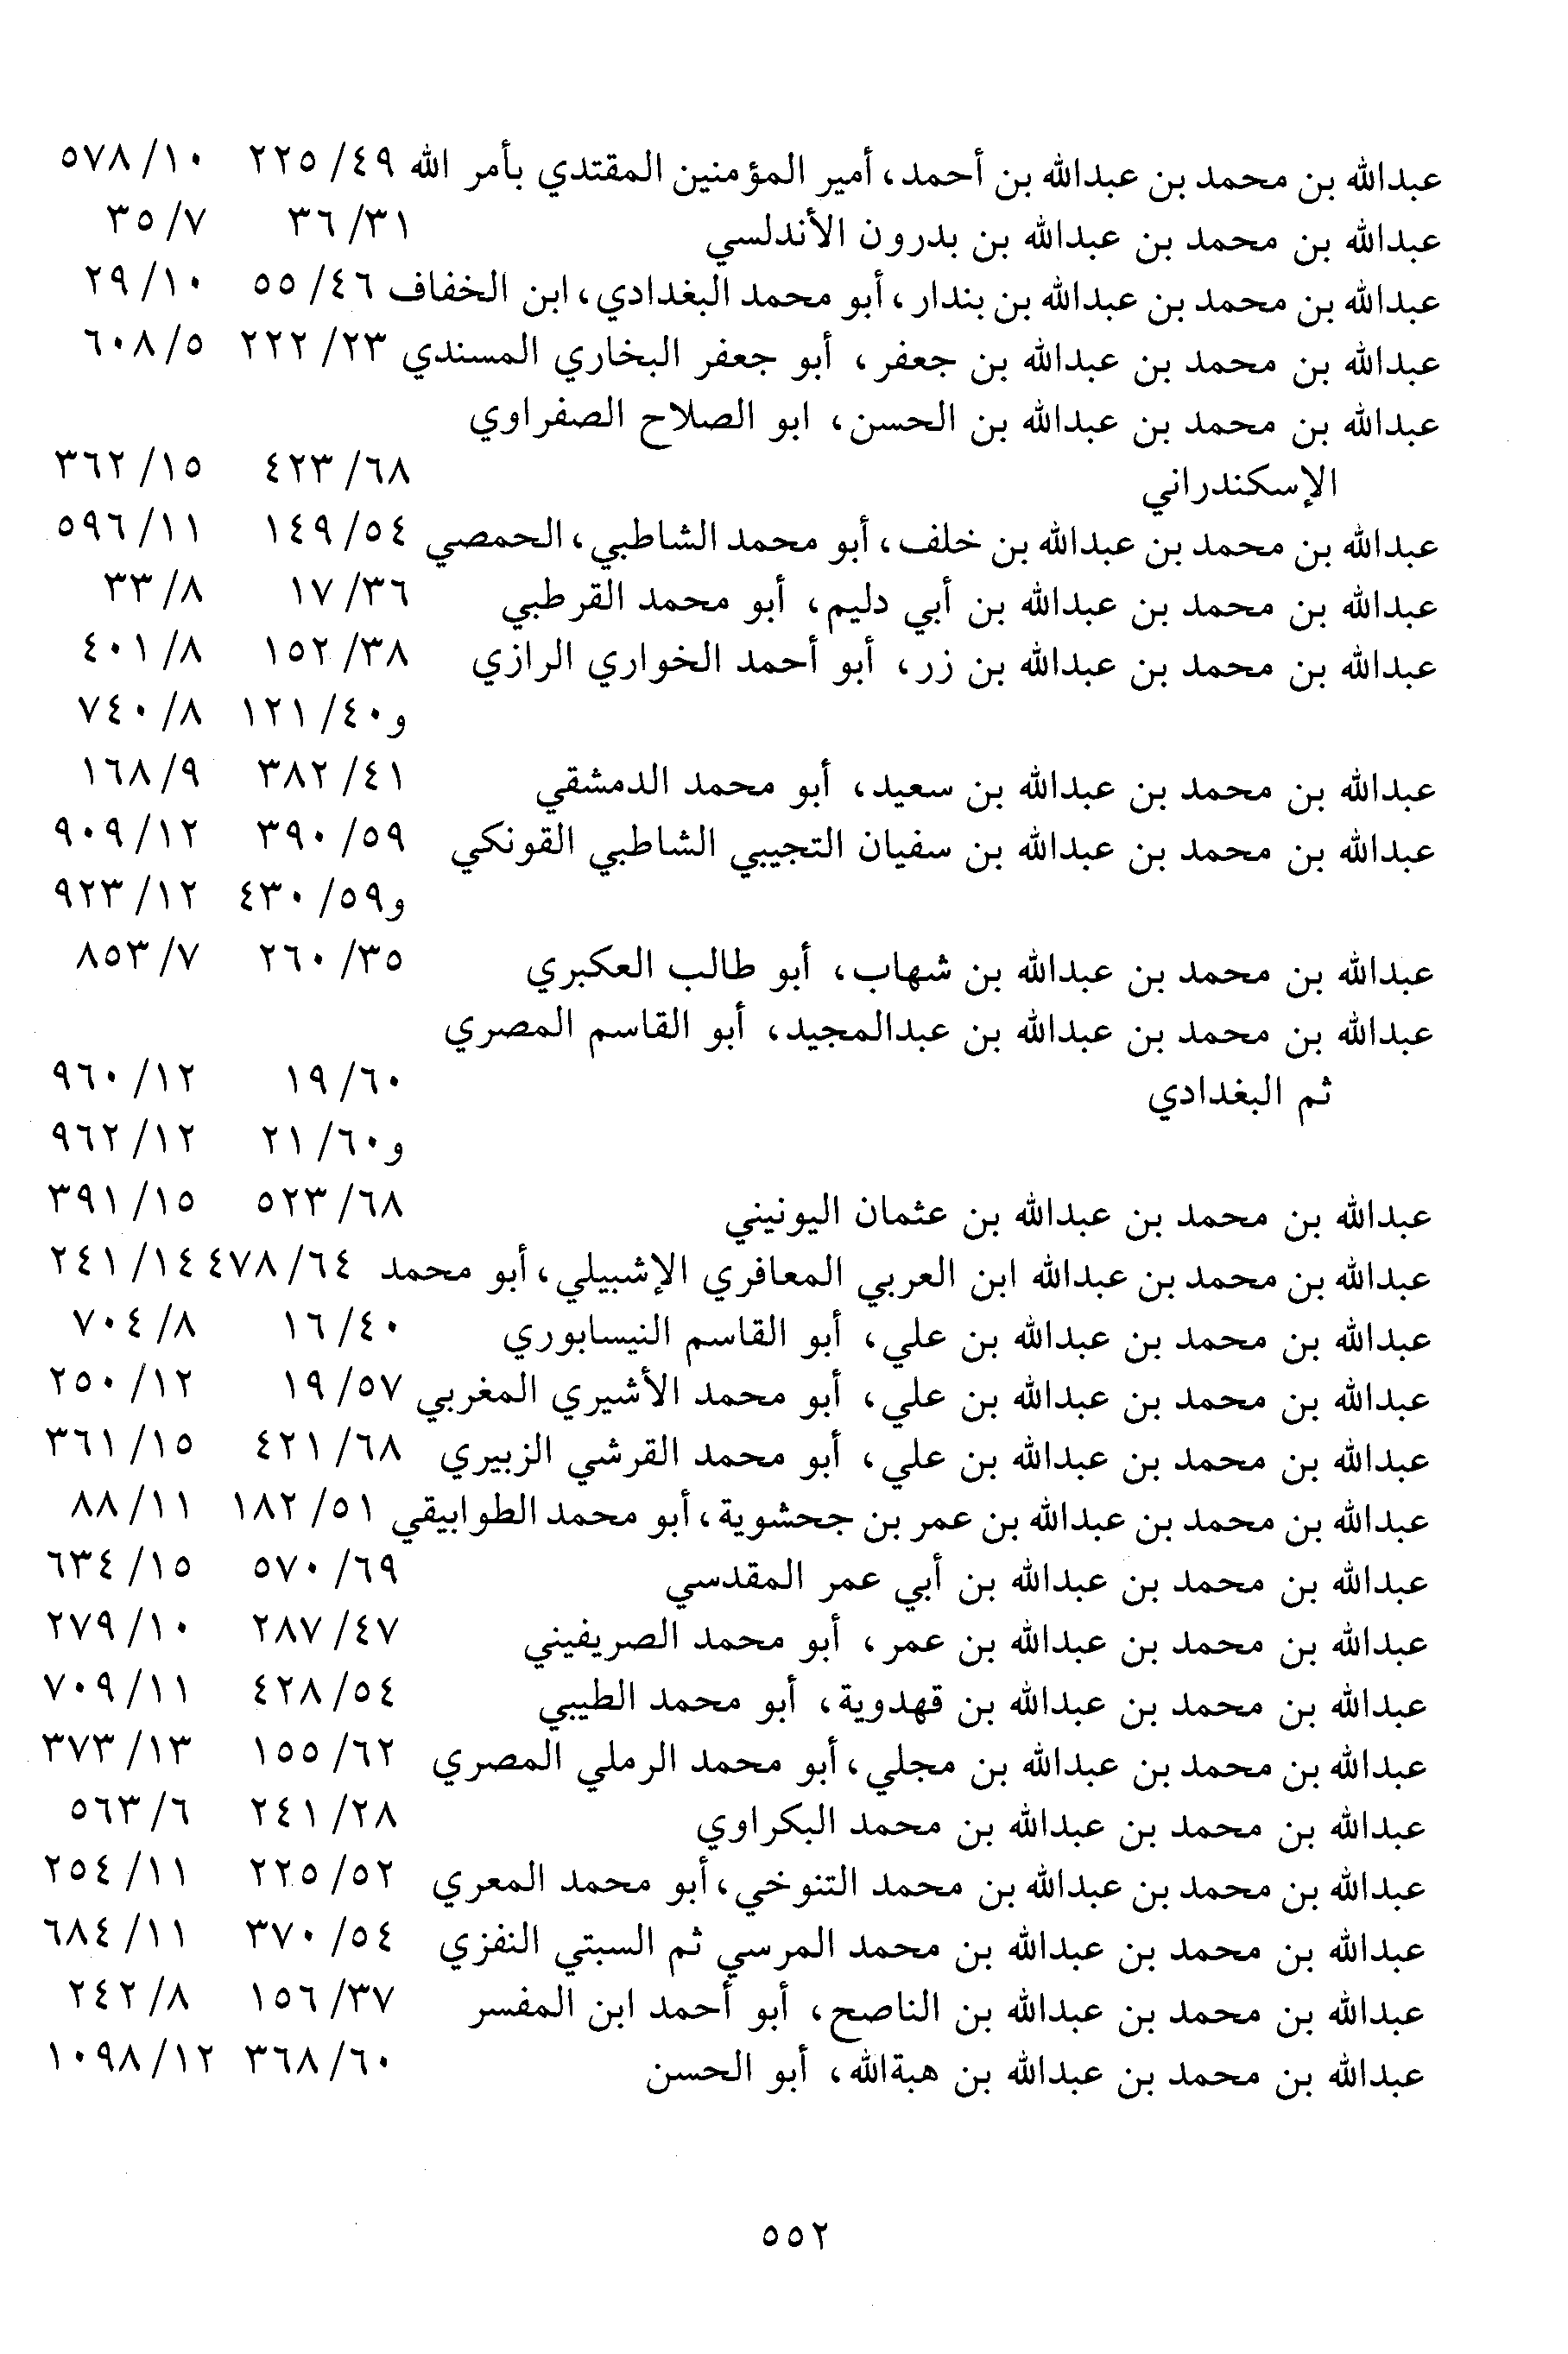 عبدالله بن محمد بن عبدالله بن أحمد، أمير المؤمنين المقتدي بأمر الله ٤٩/ ٢٢٥ ١٠/ ٥٧٨
عبدالله بن محمد بن عبدالله بن بدرون الأندلسي ٣١/ ٣٦ ٧/ ٣٥
عبدالله بن محمد بن عبدالله بن بندار، أبو محمد البغدادي، ابن الخفاف ٤٦/ ٥٥ ١٠/ ٢٩
عبدالله بن محمد بن عبدالله بن جعفر، أبو جعفر البخاري المسندي ٢٣/ ٢٢٢ ٥/ ٦٠٨
عبدالله بن محمد بن عبدالله بن الحسن، ابو الصلاح الصفراوي
الإسكندراني ٦٨/ ٤٢٣ ١٥/ ٣٦٢
عبدالله بن محمد بن عبدالله بن خلف، أبو محمد الشاطبي، الحمصي ٥٤/ ١٤٩ ١١/ ٥٩٦
عبدالله بن محمد بن عبدالله بن أبي دليم، أبو محمد القرطبي ٣٦/ ١٧ ٨/ ٣٣
عبدالله بن محمد بن عبدالله بن زر، أبو أحمد الخواري الرازي ٣٨/ ١٥٢ ٨/ ٤٠١
و٤٠/ ١٢١ ٨/ ٧٤٠
عبدالله بن محمد بن عبدالله بن سعيد، أبو محمد الدمشقي ٤١/ ٣٨٢ ٩/ ١٦٨
عبدالله بن محمد بن عبدالله بن سفيان التجيبي الشاطبي القونكي ٥٩/ ٣٩٠ ١٢/ ٩٠٩
و٥٩/ ٤٣٠ ١٢/ ٩٢٣
عبدالله بن محمد بن عبدالله بن شهاب، أبو طالب العكبري ٣٥/ ٢٦٠ ٧/ ٨٥٣
عبدالله بن محمد بن عبدالله بن عبدالمجيد، أبو القاسم المصري
ثم البغدادي ٦٠/ ١٩ ١٢/ ٩٦٠
و٦٠/ ٢١ ١٢/ ٩٦٢
عبدالله بن محمد بن عبدالله بن عثمان اليونيني ٦٨/ ٥٢٣ ١٥/ ٣٩١
عبدالله بن محمد بن عبدالله ابن العربي المعافري الإشبيلي، أبو محمد ٦٤/ ٤٧٨ ١٤/ ٢٤١
عبدالله بن محمد بن عبدالله بن علي، أبو القاسم النيسابوري ٤٠/ ١٦ ٨/ ٧٠٤
عبدالله بن محمد بن عبدالله بن علي، أبو محمد الأشيري المغربي ٥٧/ ١٩ ١٢/ ٢٥٠
عبدالله بن محمد بن عبدالله بن علي، أبو محمد القرشي الزبيري ٦٨/ ٤٢١ ١٥/ ٣٦١
عبدالله بن محمد بن عبدالله بن عمر بن جحشوية، أبو محمد الطوابيقي ٥١/ ١٨٢ ١١/ ٨٨
عبدالله بن محمد بن عبدالله بن أبي عمر المقدسي ٦٩/ ٥٧٠ ١٥/ ٦٣٤
عبدالله بن محمد بن عبدالله بن عمر، أبو محمد الصريفيني ٤٧/ ٢٨٧ ١٠/ ٢٧٩
عبدالله بن محمد بن عبدالله بن قهدوية، أبو محمد الطيبي ٥٤/ ٤٢٨ ١١/ ٧٠٩
عبدالله بن محمد بن عبدالله بن مجلي، أبو محمد الرملي المصري ٦٢/ ١٥٥ ١٣/ ٣٧٣
عبدالله بن محمد بن عبدالله بن محمد البكراوي ٢٨/ ٢٤١ ٦/ ٥٦٣
عبدالله بن محمد بن عبدالله بن محمد التنوخي، أبو محمد المعري ٥٢/ ٢٢٥ ١١/ ٢٥٤
عبدالله بن محمد بن عبدالله بن محمد المرسي ثم السبتي النفزي ٥٤/ ٣٧٠ ١١/ ٦٨٤
عبدالله بن محمد بن عبدالله بن الناصح، أبو أحمد ابن المفسر ٣٧/ ١٥٦ ٨/ ٢٤٢
عبدالله بن محمد بن عبدالله بن هبةالله، أبو الحسن ٦٠/ ٣٦٨ ١٢/ ١٠٩٨
٥٥٢